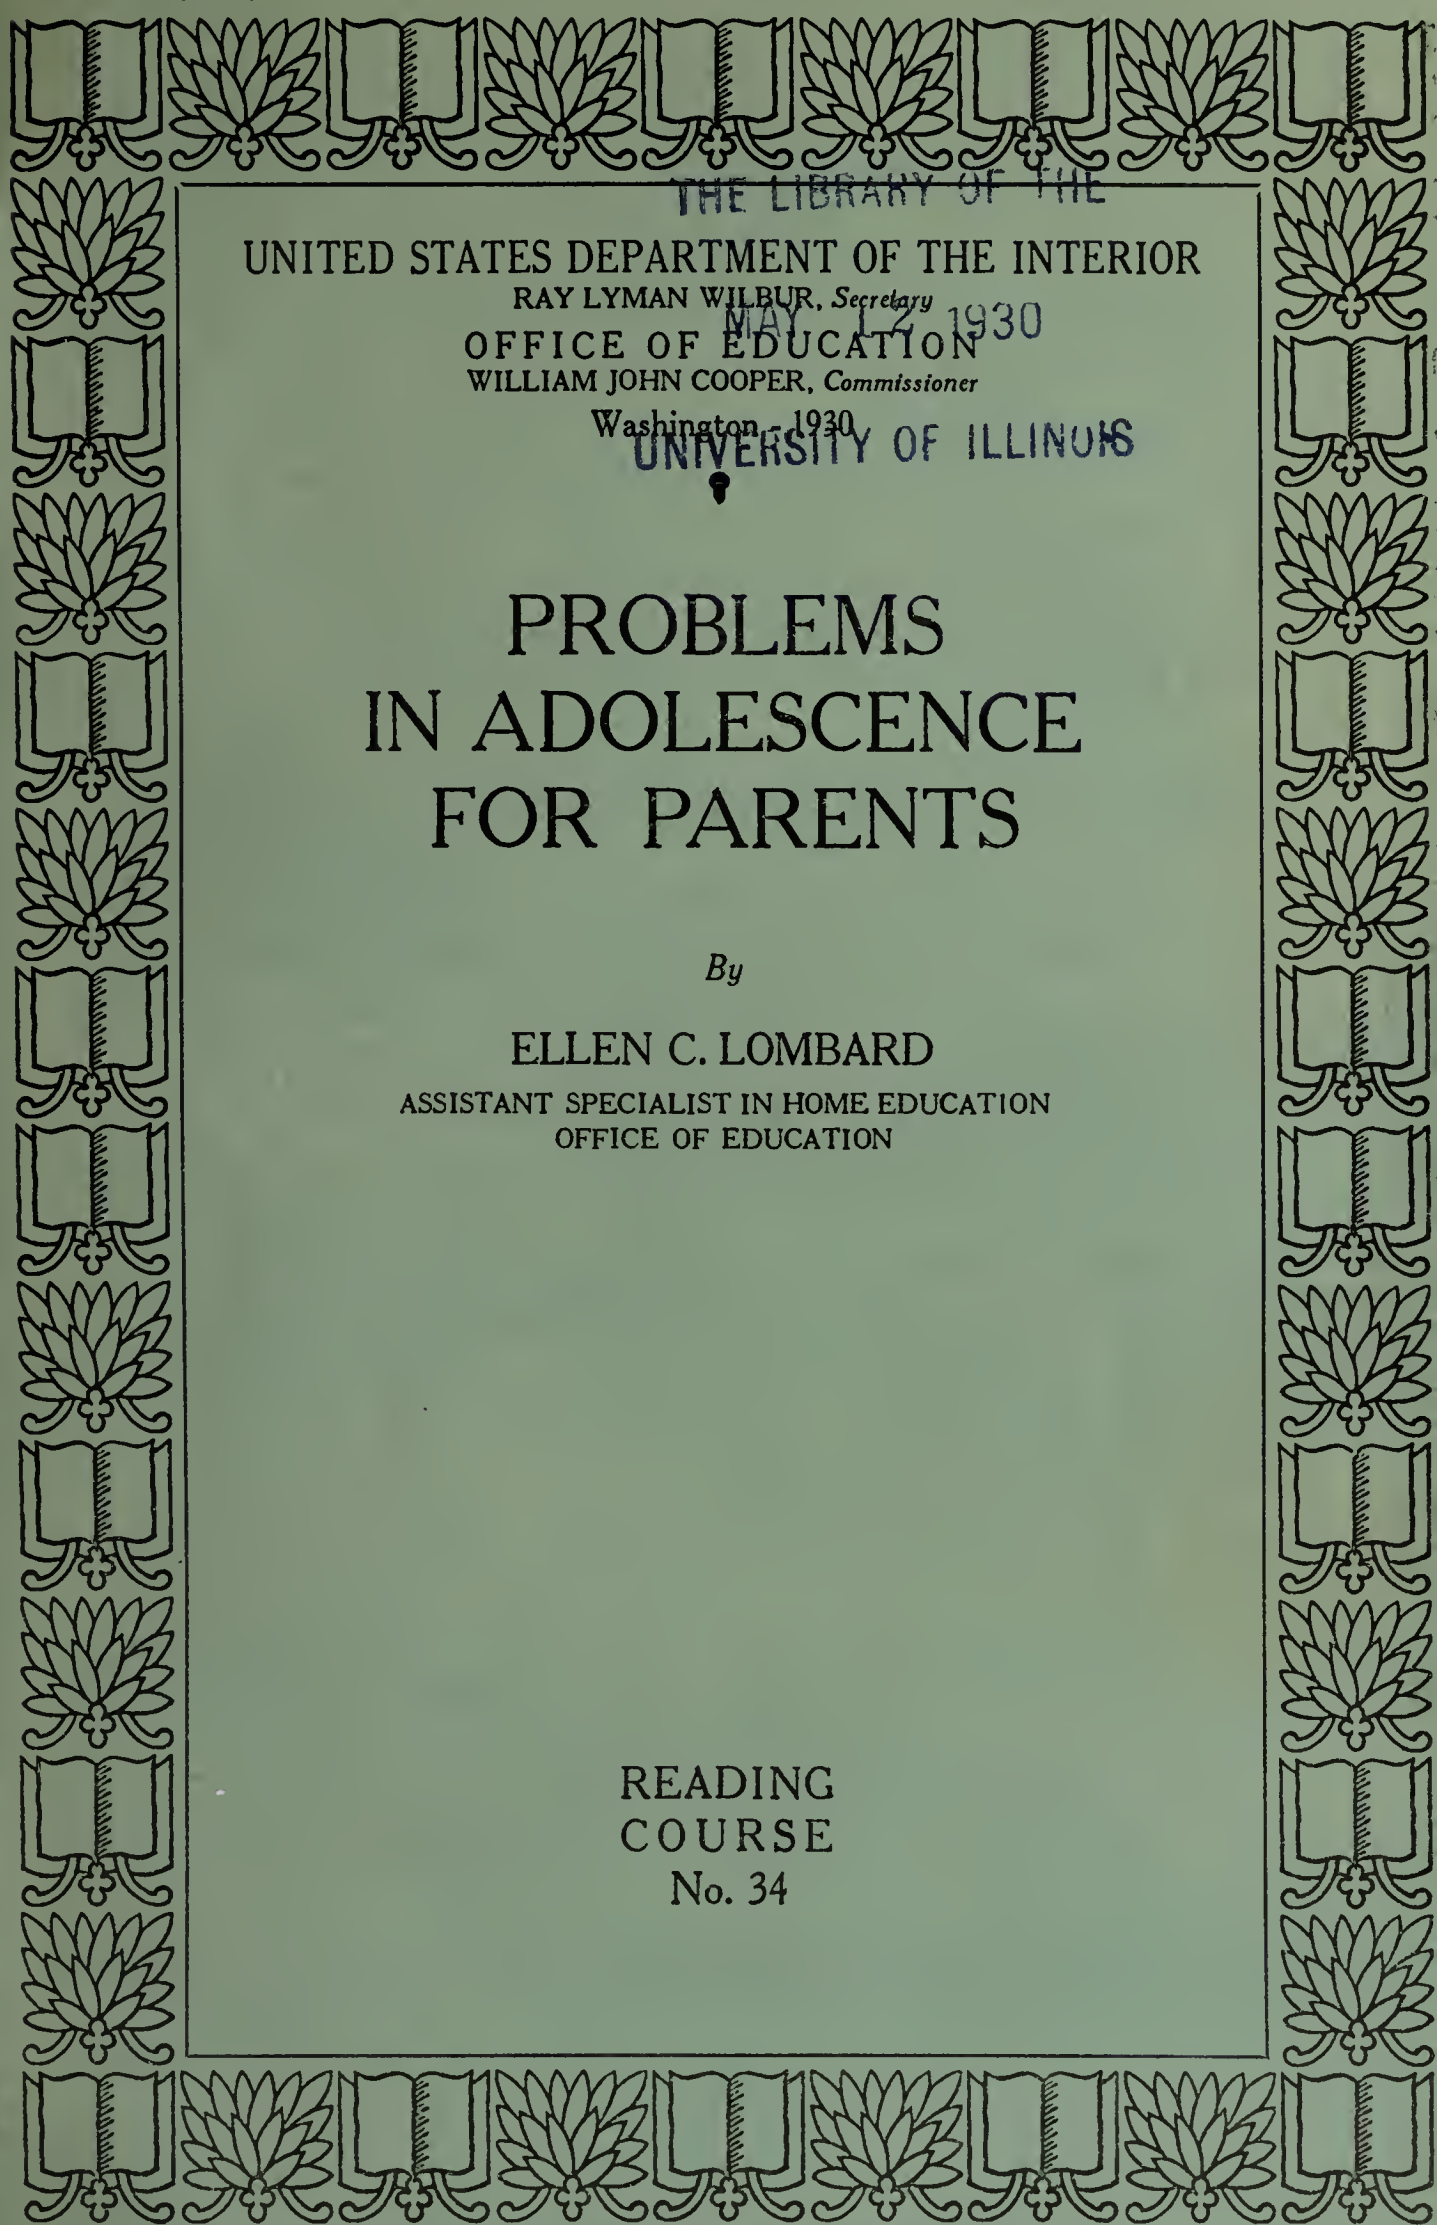 THE LIBRARY OF THE
UNITED STATES DEPARTMENT OF THE INTERIOR
RAY LYMAN WILBUR, Secretary
MAY 12 1930
OFFICE OF EDUCATION
WILLIAM JOHN COOPER, Commissioner
Washington - 1930
UNIVERSITY OF ILLINOIS
PROBLEMS
IN ADOLESCENCE
FOR PARENTS
By
ELLEN C. LOMBARD
ASSISTANT SPECIALIST IN HOME EDUCATION
OFFICE OF EDUCATION
READING
COURSE
No. 34